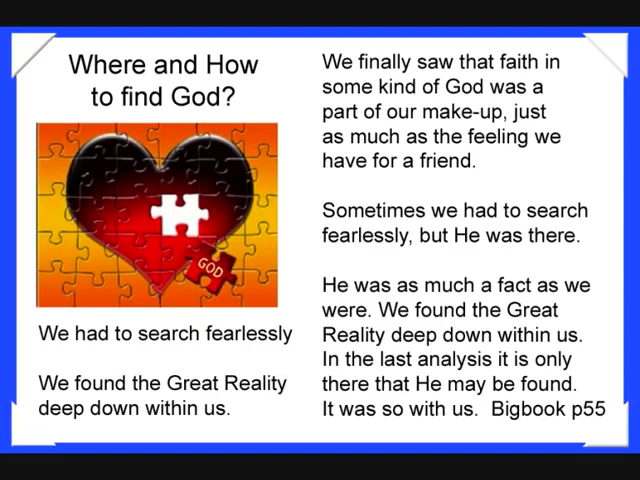 Where and How
to find God?
GOD
We had to search fearlessly
We found the Great Reality
deep down within us.
We finally saw that faith in
some kind of God was a
part of our make-up, just
as much as the feeling we
have for a friend.
Sometimes we had to search
fearlessly, but He was there.
He was as much a fact as we
were. We found the Great
Reality deep down within us.
In the last analysis it is only
there that He may be found.
It was so with us.  Bigbook p55